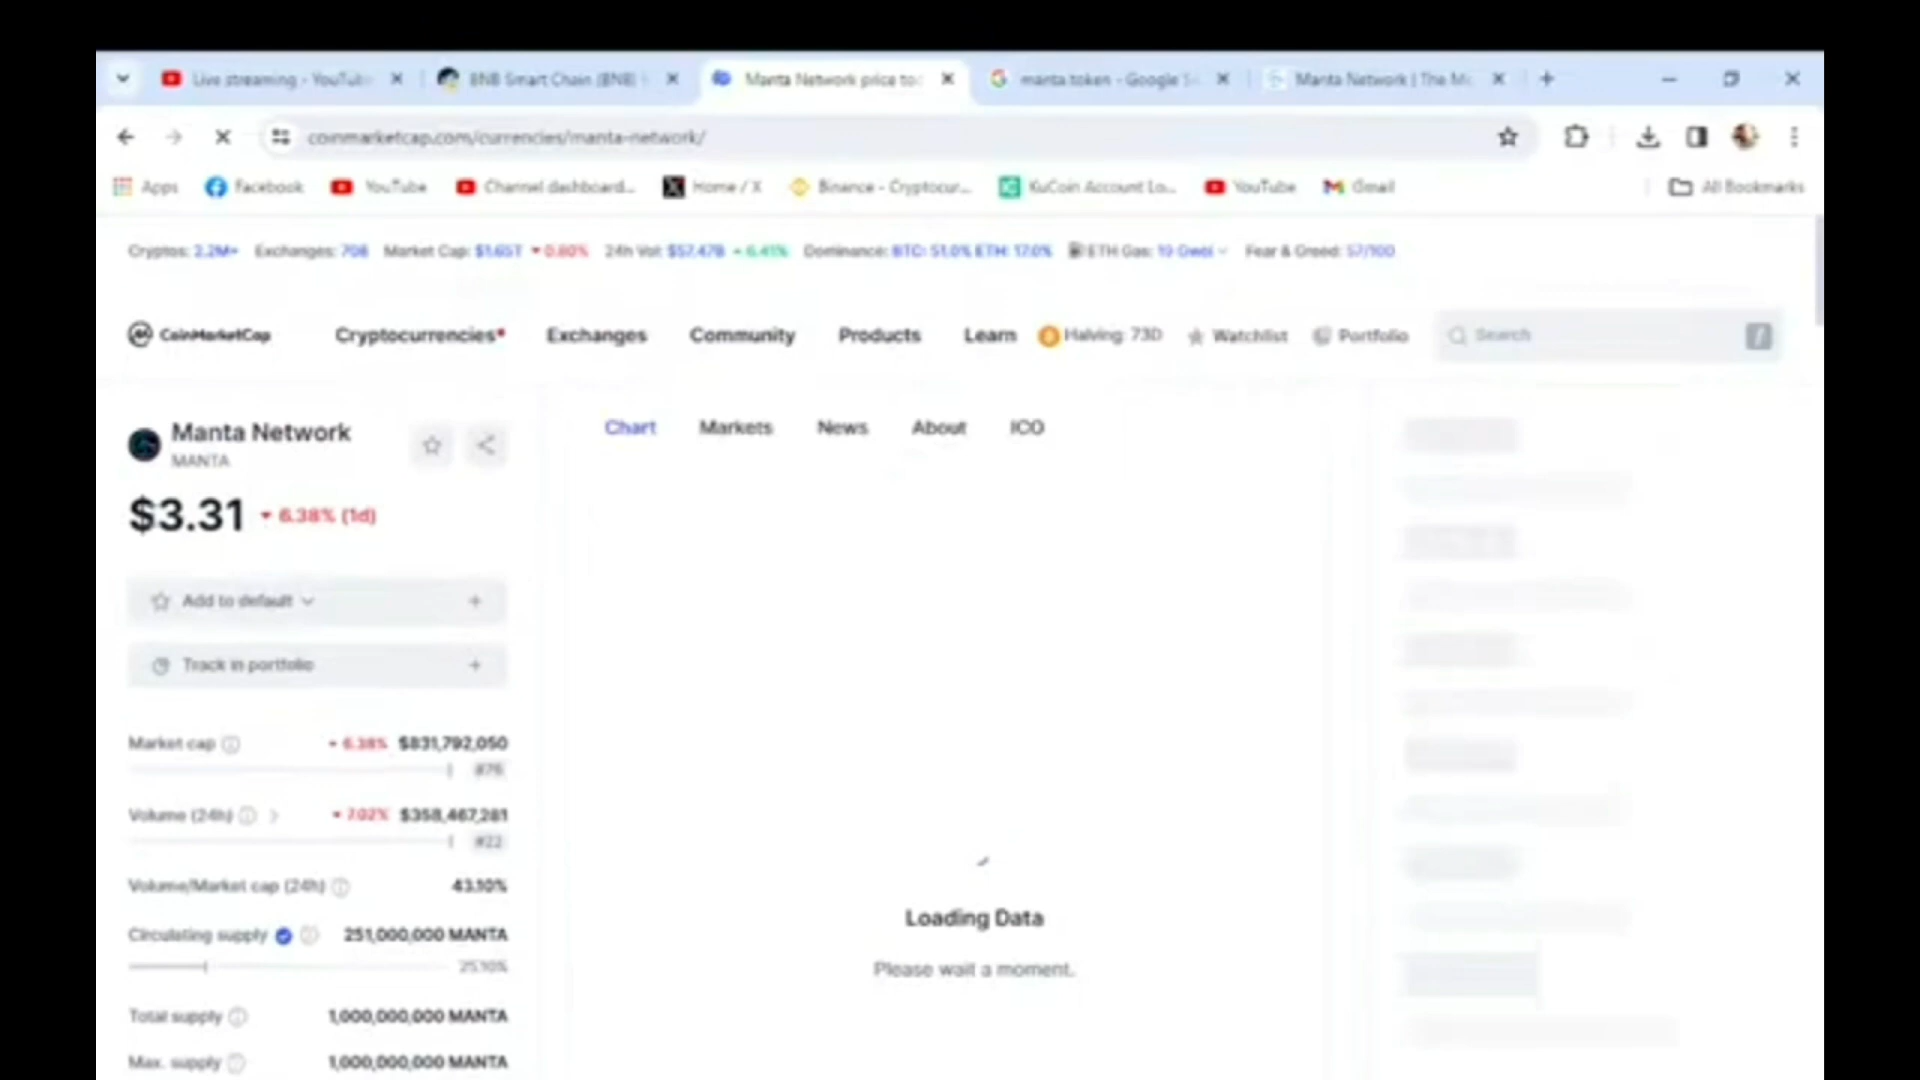 Live streaming - YouTube
BNB Smart Chain (BNB)
Manta Network price to
manta token - Google S
Manta Network | The M
coinmarketcap.com/currencies/manta-network/
Apps
Facebook
YouTube
Channel dashboard...
Home / X
Binance - Cryptocur...
KuCoin Account Lo...
YouTube
Gmail
All Bookmarks
Cryptos: 2.2M+ Exchanges: 708 Market Cap: $1.65T 0.80% 24h Vol: $57.47B 6.41% Dominance: BTC: 51.0% ETH: 17.0% ETH Gas: 19 Gwei Fear & Greed: 57/100
CoinMarketCap
Cryptocurrencies
Exchanges
Community
Products
Learn
Halving: 73D
Watchlist
Portfolio
Search
/
Manta Network
MANTA
$3.31 6.38% (1d)
Add to default +
Track in portfolio +
Market cap 6.38% $831,792,050
#76
Volume (24h) 7.02% $358,467,281
#22
Volume/Market cap (24h) 43.10%
Circulating supply 251,000,000 MANTA
25.10%
Total supply 1,000,000,000 MANTA
Max. supply 1,000,000,000 MANTA
Chart
Markets
News
About
ICO
Loading Data
Please wait a moment.